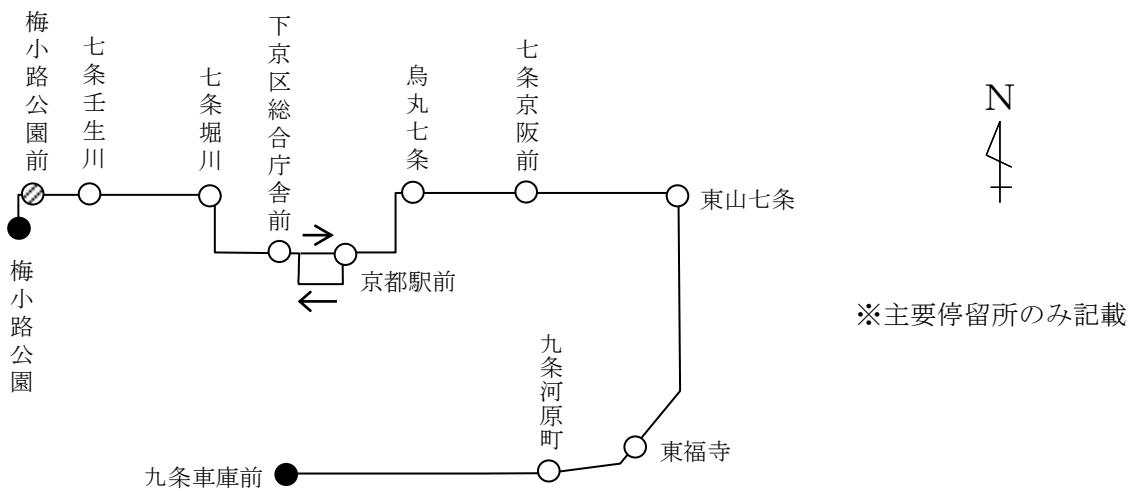 梅小路公園前
七条壬生川
七条堀川
下京区総合庁舎前
烏丸七条
七条京阪前
N
東山七条
京都駅前
梅小路公園
※主要停留所のみ記載
九条河原町
東福寺
九条車庫前